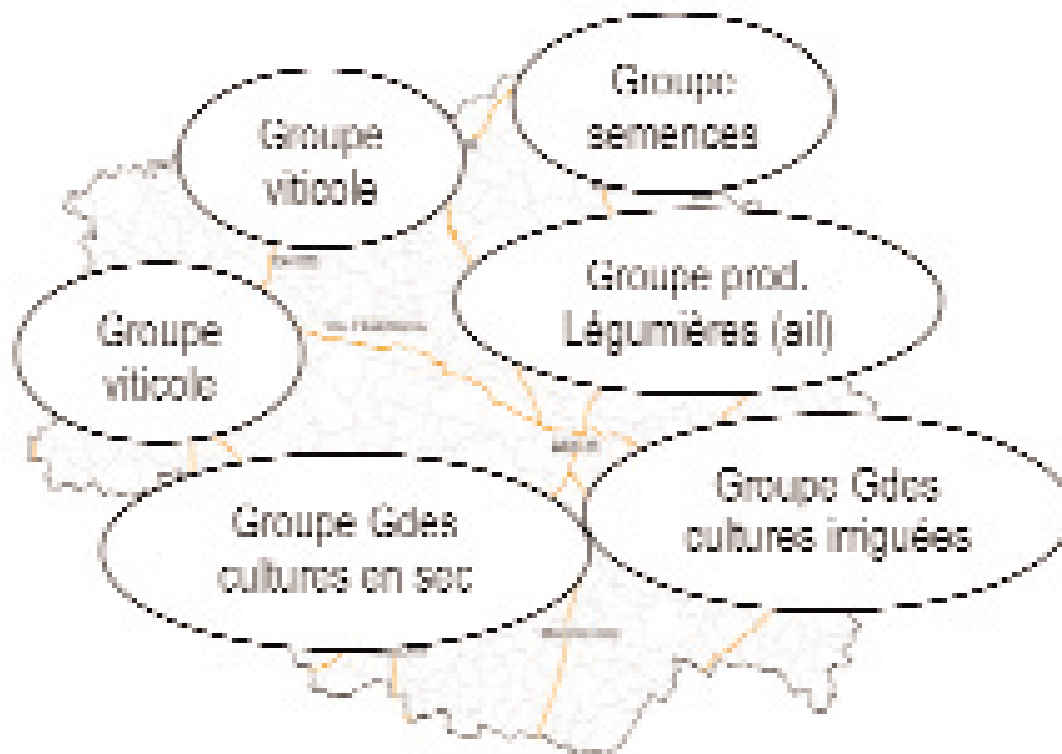 Groupe
semences
Groupe
viticole
Groupe prod.
Légumières (ail)
Groupe
viticole
Groupe Gdes
cultures irriguées
Groupe Gdes
cultures en sec